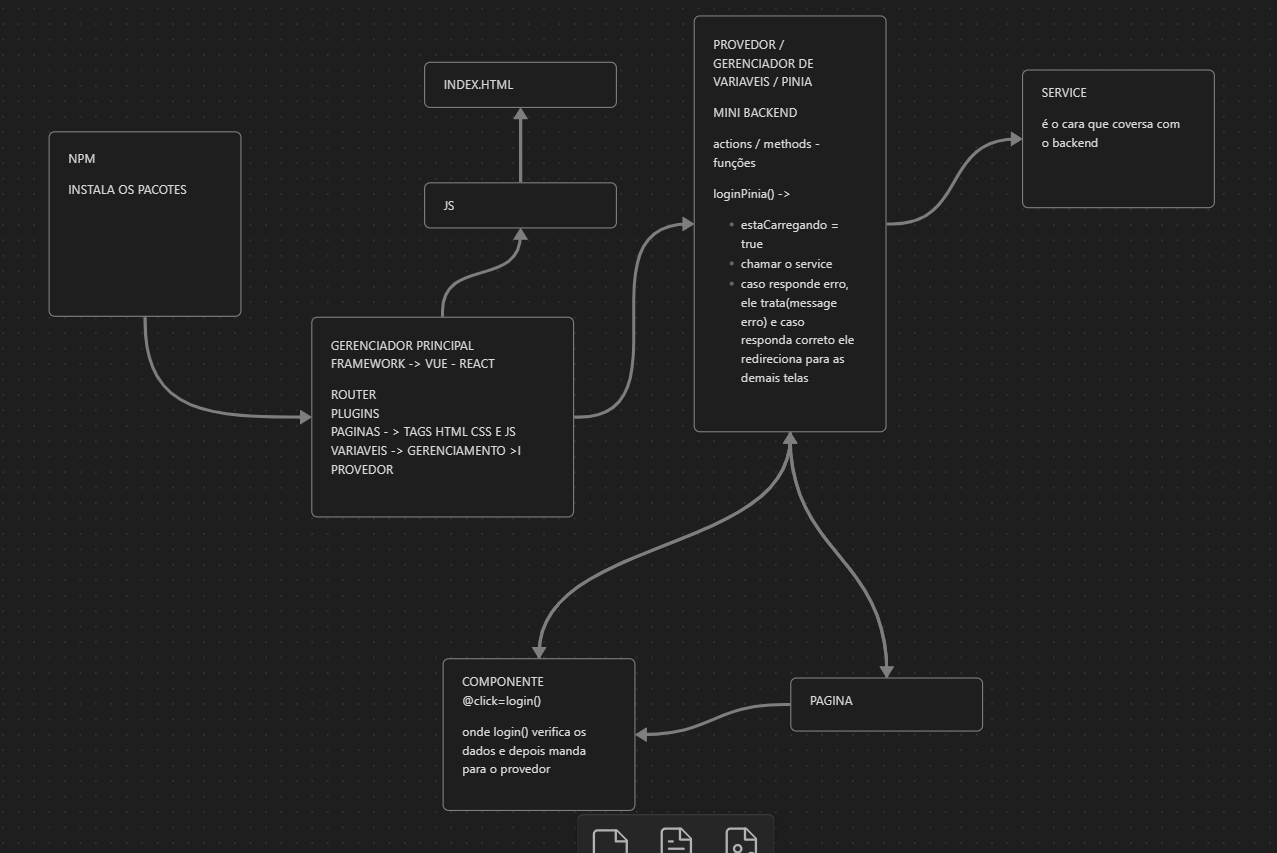 NPM
INSTALA OS PACOTES
INDEX.HTML
JS
GERENCIADOR PRINCIPAL
FRAMEWORK -> VUE - REACT
ROUTER
PLUGINS
PAGINAS - > TAGS HTML CSS E JS
VARIAVEIS -> GERENCIAMENTO >I
PROVEDOR
PROVEDOR /
GERENCIADOR DE
VARIAVEIS / PINIA
MINI BACKEND
actions / methods -
funções
loginPinia() ->
• estaCarregando =
true
• chamar o service
• caso responde erro,
ele trata(message
erro) e caso
responda correto ele
redireciona para as
demais telas
SERVICE
é o cara que coversa com
o backend
COMPONENTE
@click=login()
onde login() verifica os
dados e depois manda
para o provedor
PAGINA